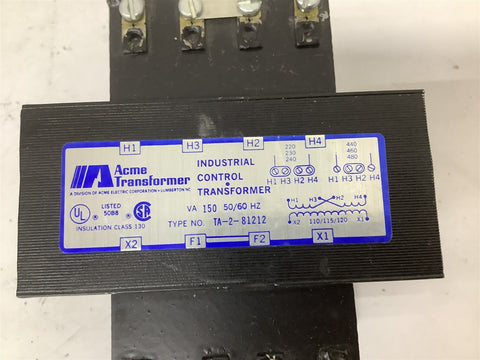 H1 H3 H2 H4
Acme
Transformer
A DIVISION OF ACME ELECTRIC CORPORATION • LUMBERTON NC
INDUSTRIAL
CONTROL
TRANSFORMER
VA 150 50/60 HZ
TYPE NO. TA-2-81212
UL LISTED 50B8 SA
INSULATION CLASS 130
220
230
240
H1 H3 H2 H4
440
460
480
H1 H3 H2 H4
H1 H3 H2 H4
X2 110/115/120 X1
X2 F1 F2 X1